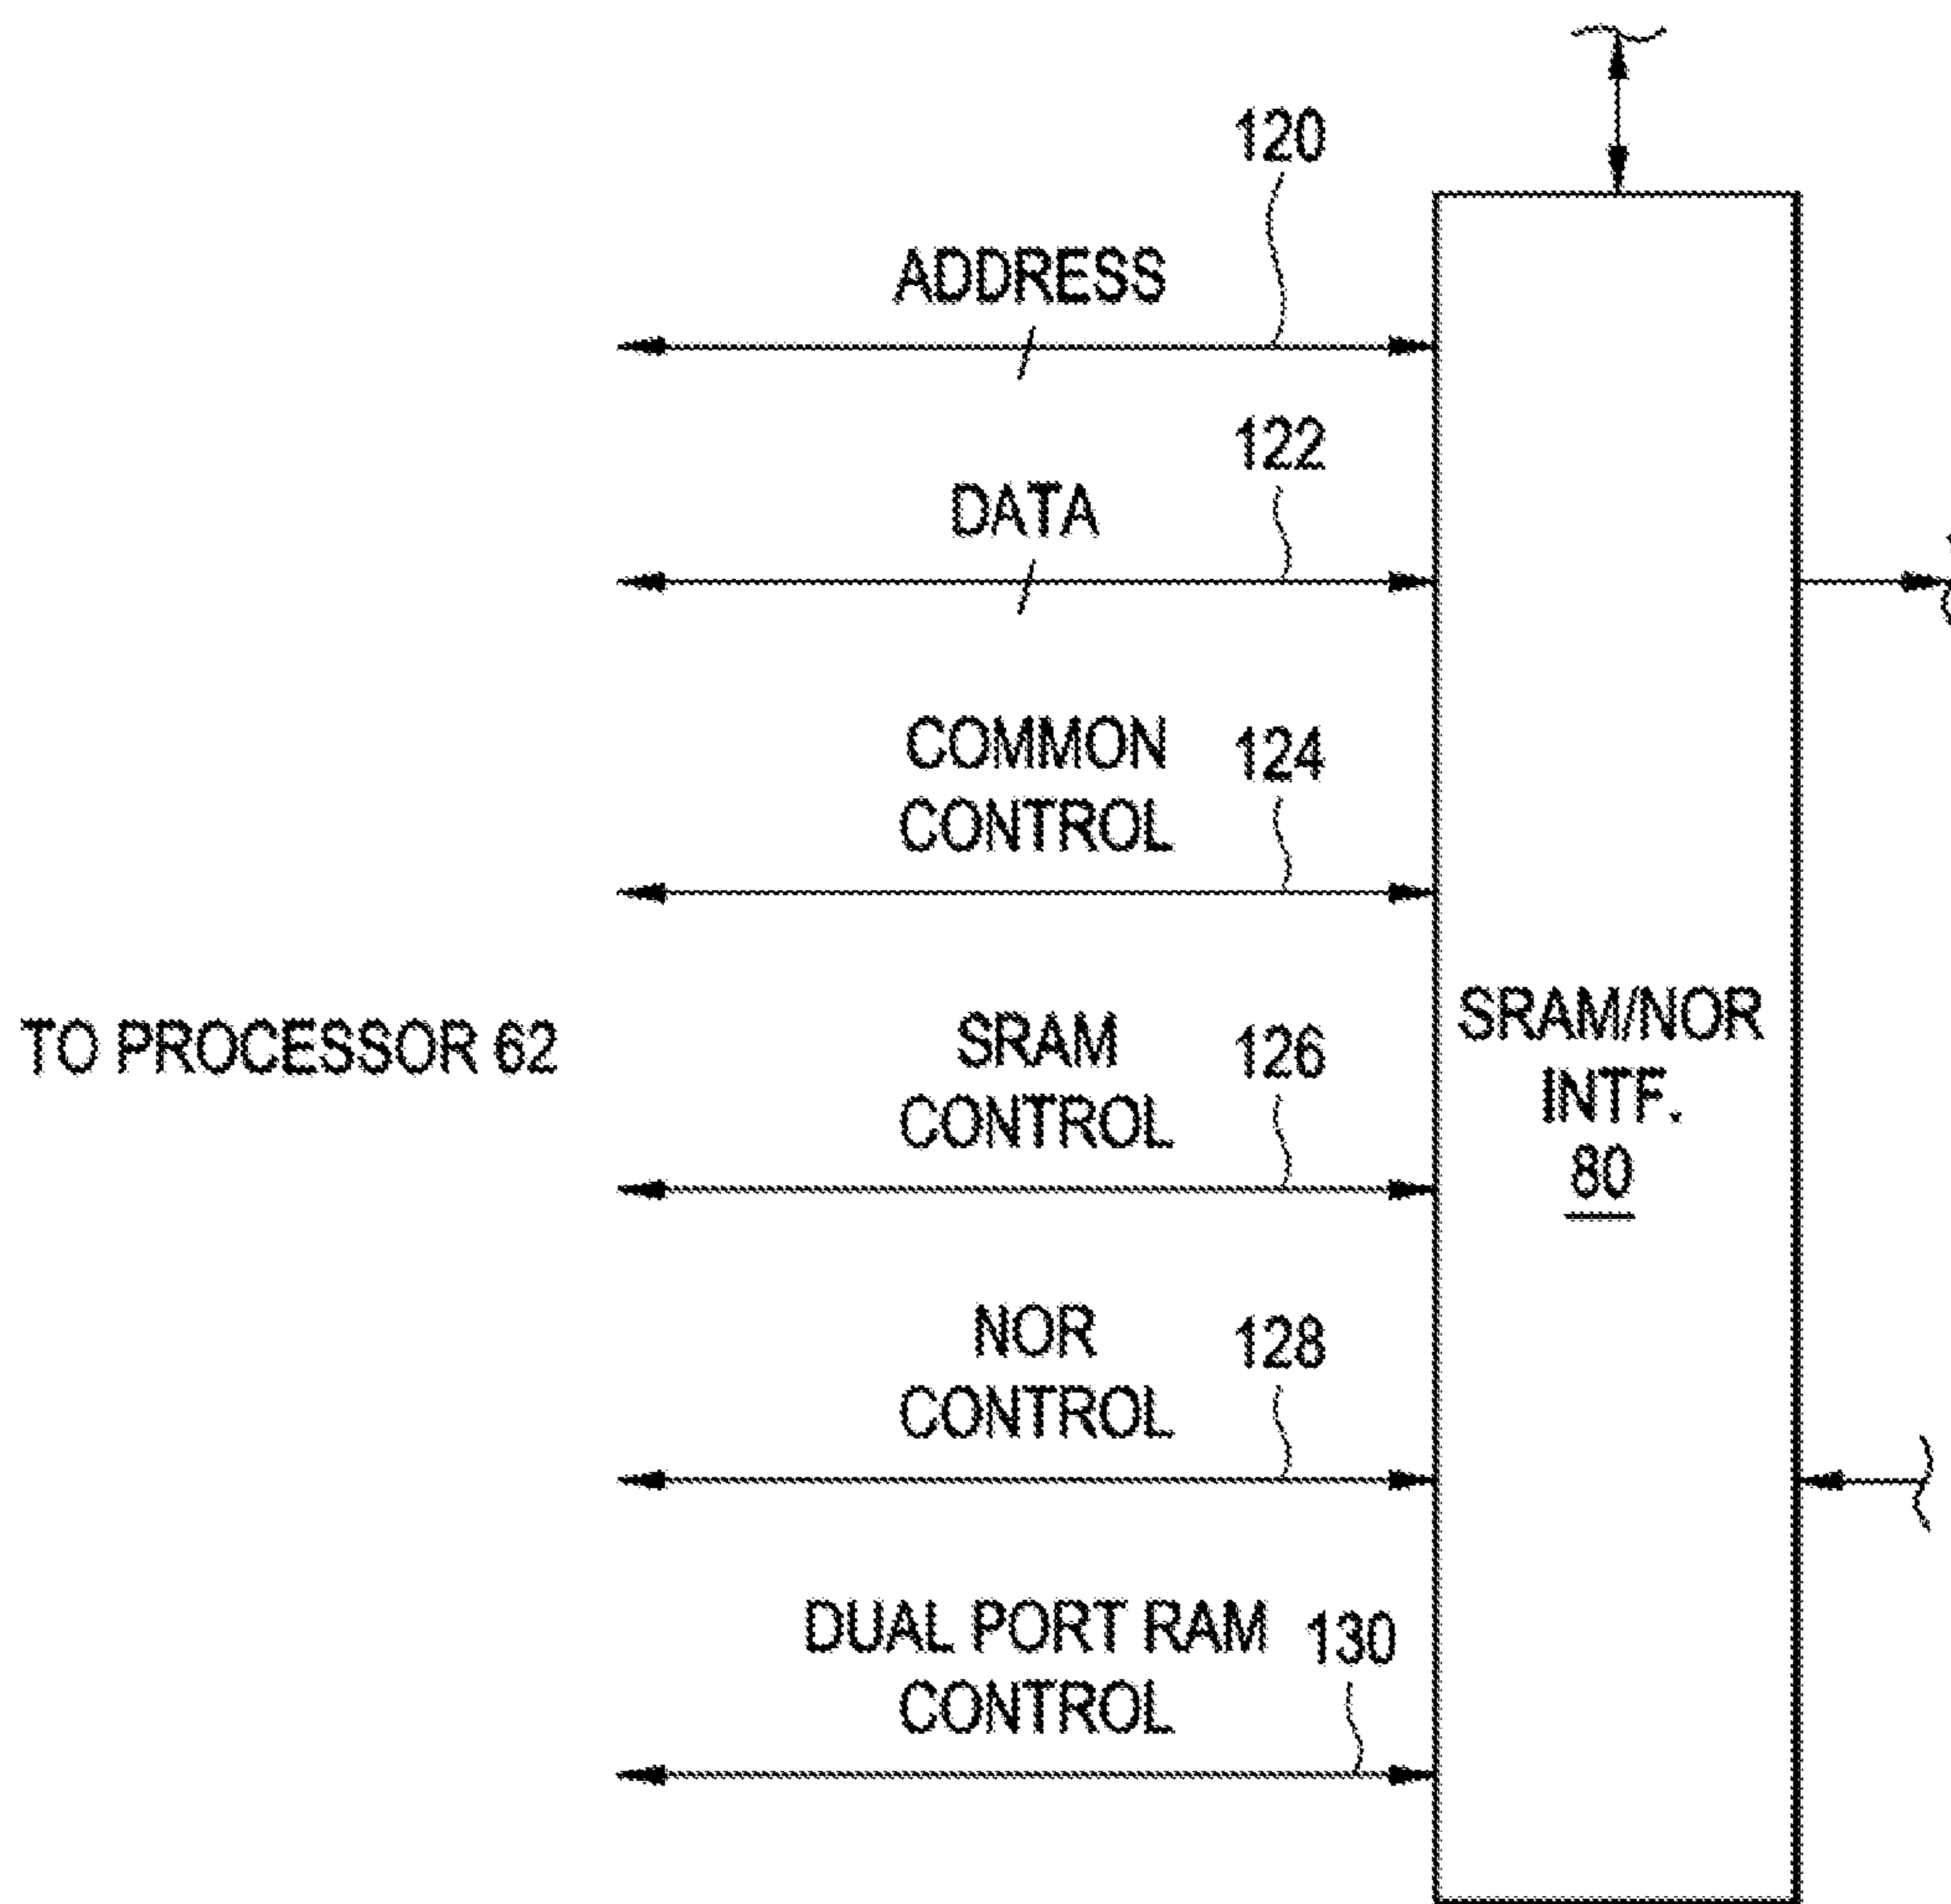 120
ADDRESS
122
DATA
COMMON
CONTROL
124
TO PROCESSOR 62
SRAM
CONTROL
126
SRAM/NOR
INTF.
80
NOR
CONTROL
128
DUAL PORT RAM
CONTROL
130